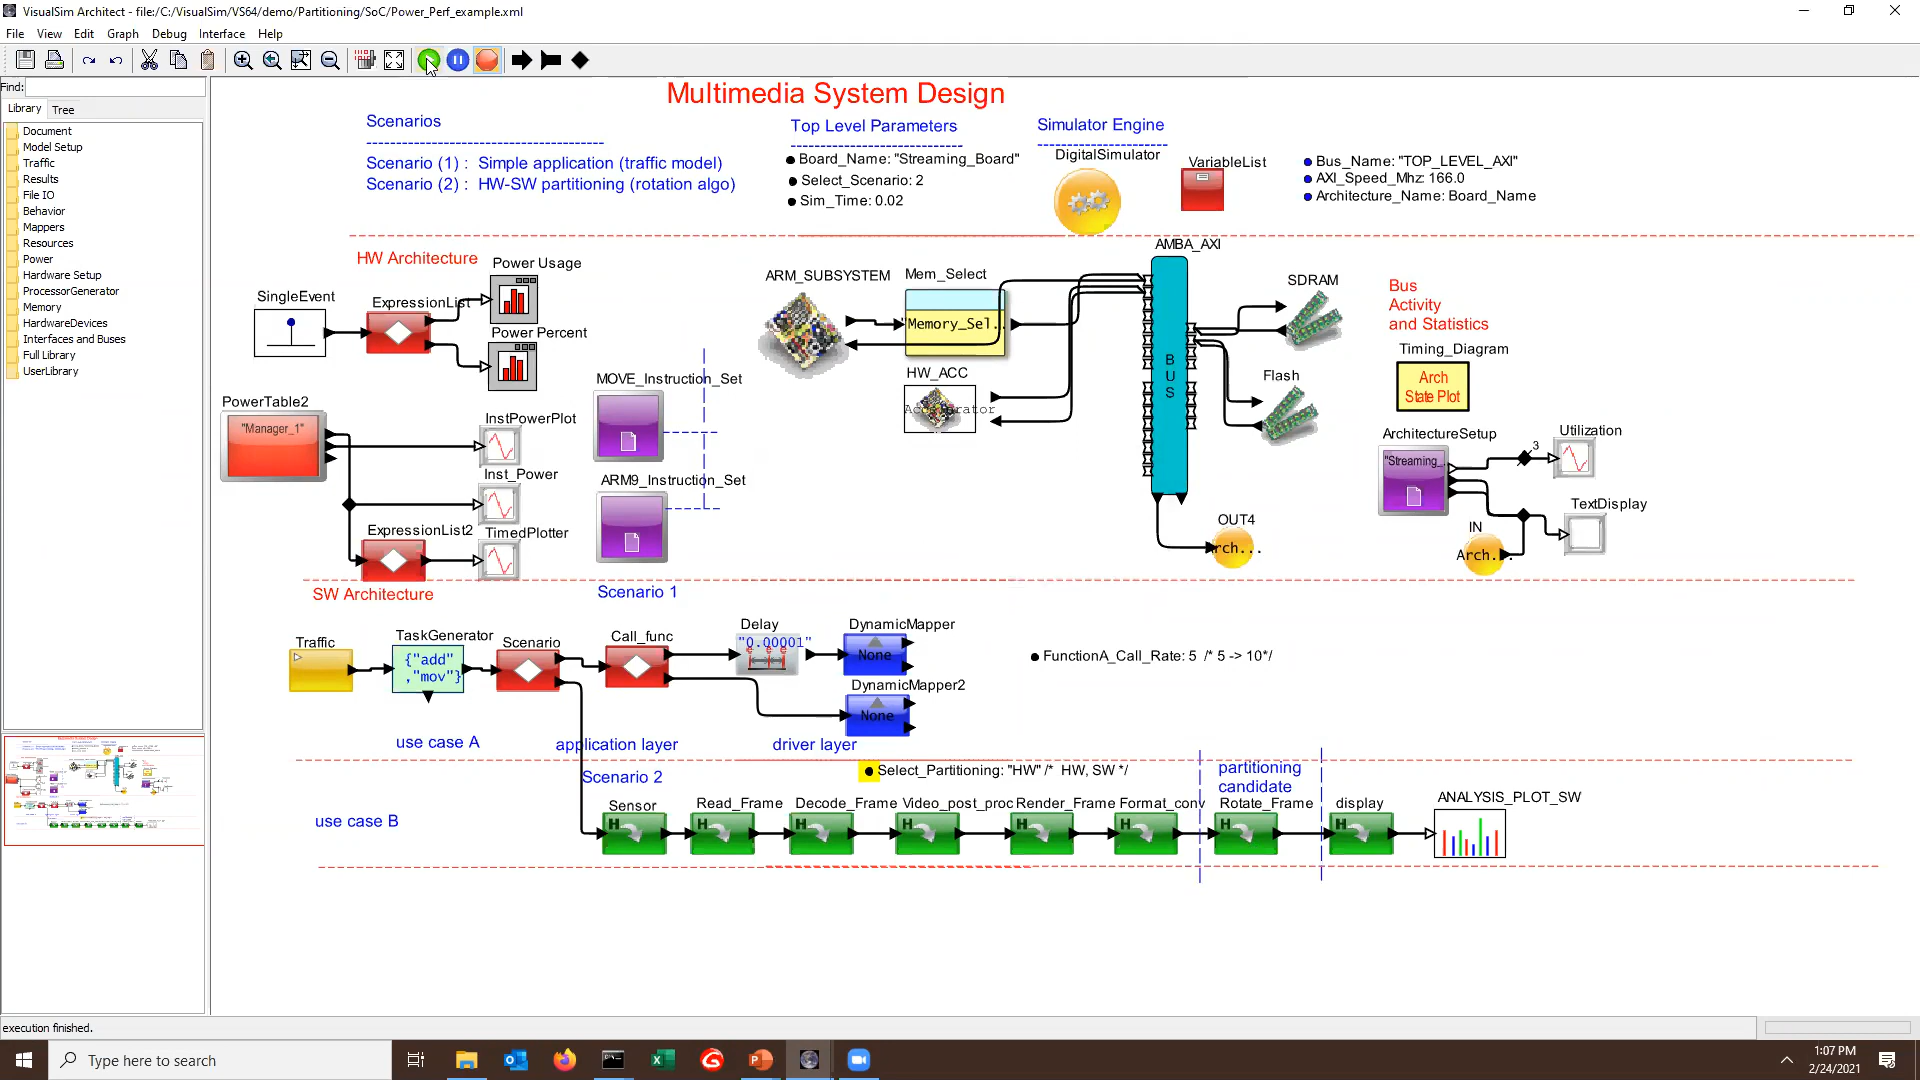 VisualSim Architect - file:/C:/VisualSim/VS64/demo/Partitioning/SoC/Power_Perf_example.xml
File View Edit Graph Debug Interface Help
Find:
Library Tree
Document
Model Setup
Traffic
Results
File IO
Behavior
Mappers
Resources
Power
Hardware Setup
ProcessorGenerator
Memory
HardwareDevices
Interfaces and Buses
Full Library
UserLibrary
Multimedia System Design
Scenarios
Scenario (1) : Simple application (traffic model)
Scenario (2) : HW-SW partitioning (rotation algo)
Top Level Parameters
Board_Name: "Streaming_Board"
Select_Scenario: 2
Sim_Time: 0.02
Simulator Engine
DigitalSimulator
VariableList
Bus_Name: "TOP_LEVEL_AXI"
AXI_Speed_Mhz: 166.0
Architecture_Name: Board_Name
HW Architecture
SingleEvent
ExpressionList
Power Usage
Power Percent
PowerTable2
"Manager_1"
InstPowerPlot
Inst_Power
ExpressionList2
TimedPlotter
MOVE_Instruction_Set
ARM9_Instruction_Set
ARM_SUBSYSTEM
Mem_Select
"Memory_Sel...
HW_ACC
Accelerator
AMBA_AXI
BUS
SDRAM
Flash
OUT4
Arch...
Bus
Activity
and Statistics
Timing_Diagram
Arch
State Plot
ArchitectureSetup
"Streaming_...
3
Utilization
TextDisplay
IN
Arch...
SW Architecture
Scenario 1
Traffic
TaskGenerator
{"add"
,"mov"}
Scenario
Call_func
Delay
"0.00001"
DynamicMapper
None
DynamicMapper2
None
FunctionA_Call_Rate: 5 /* 5 -> 10*/
use case A
application layer
driver layer
Scenario 2
Select_Partitioning: "HW" /* HW, SW */
partitioning
candidate
use case B
Sensor
Read_Frame
Decode_Frame
Video_post_proc
Render_Frame
Format_conv
Rotate_Frame
display
ANALYSIS_PLOT_SW
execution finished.
Type here to search
1:07 PM
2/24/2021